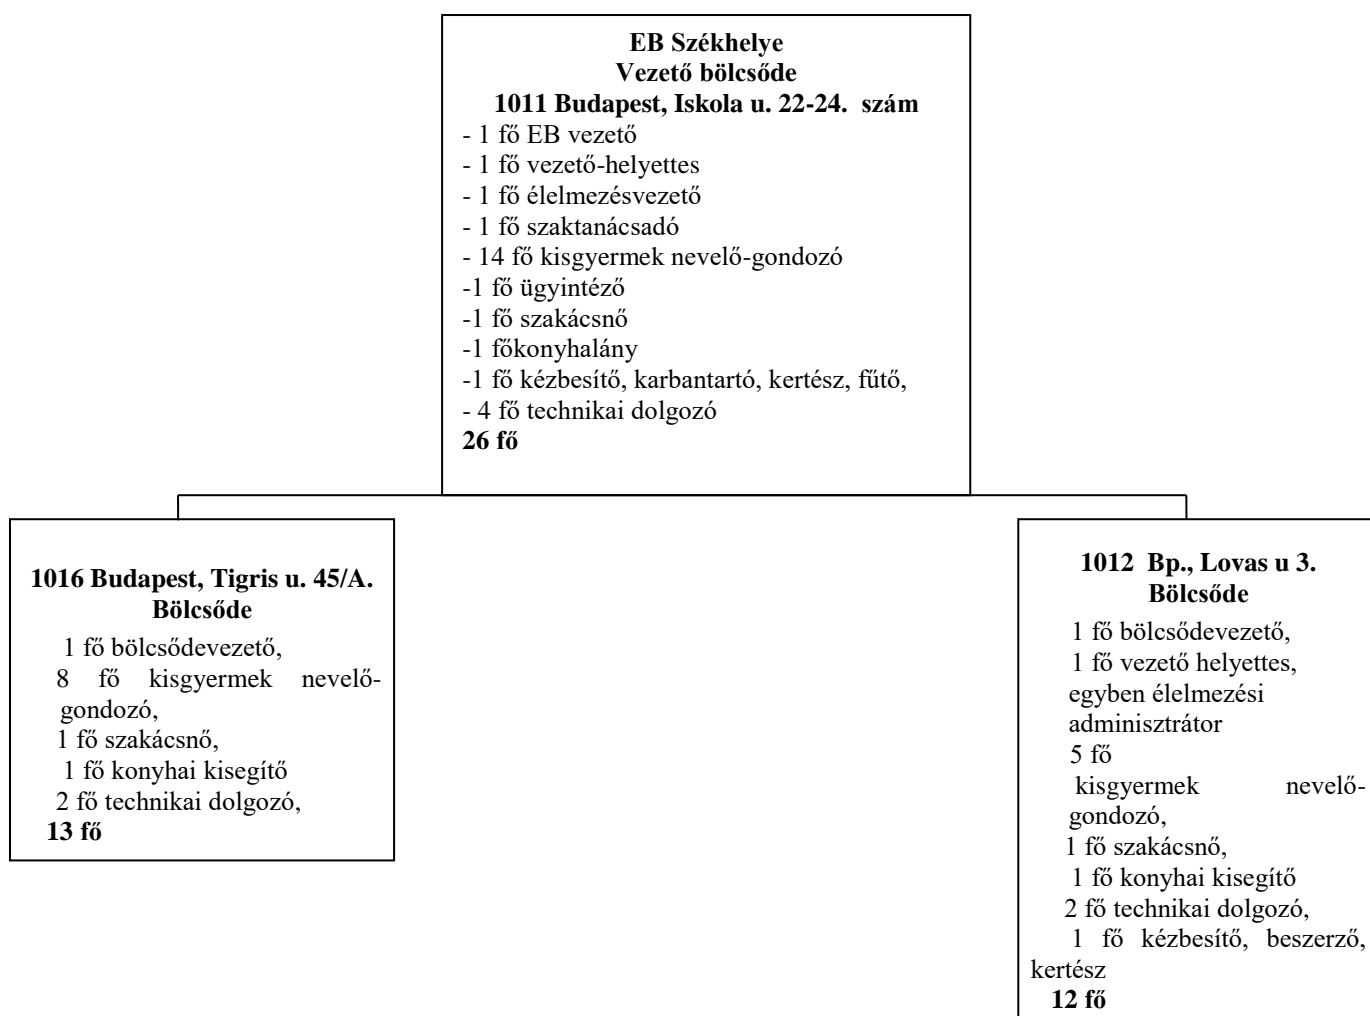 EB Székhelye
Vezető bölcsőde
1011 Budapest, Iskola u. 22-24. szám
- 1 fő EB vezető
- 1 fő vezető-helyettes
- 1 fő élelmezésvezető
- 1 fő szaktanácsadó
- 14 fő kisgyermek nevelő-gondozó
-1 fő ügyintéző
-1 fő szakácsnő
-1 főkonyhalány
-1 fő kézbesítő, karbantartó, kertész, fűtő,
- 4 fő technikai dolgozó
26 fő
1016 Budapest, Tigris u. 45/A.
Bölcsőde
1 fő bölcsődevezető,
8 fő kisgyermek nevelő-
gondozó,
1 fő szakácsnő,
1 fő konyhai kisegítő
2 fő technikai dolgozó,
13 fő
1012 Bp., Lovas u 3.
Bölcsőde
1 fő bölcsődevezető,
1 fő vezető helyettes,
egyben élelmezési
adminisztrátor
5 fő
kisgyermek nevelő-
gondozó,
1 fő szakácsnő,
1 fő konyhai kisegítő
2 fő technikai dolgozó,
1 fő kézbesítő, beszerző,
kertész
12 fő